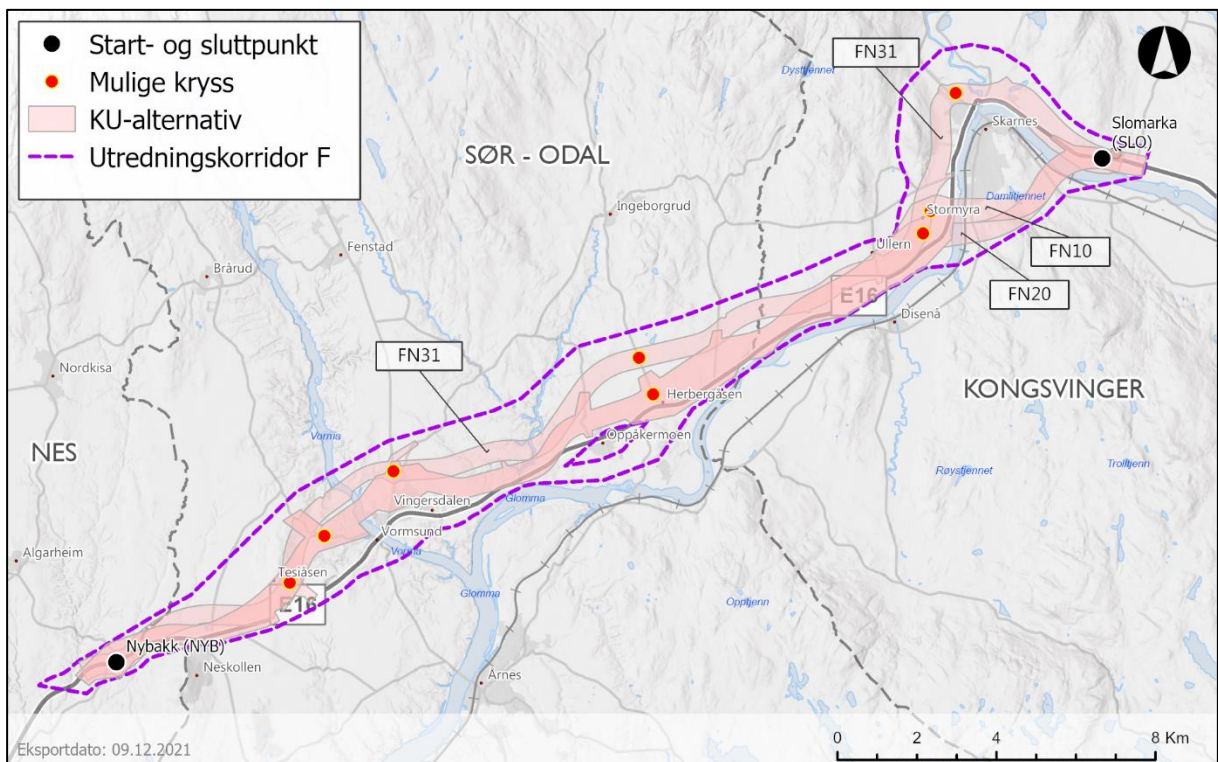 Start- og sluttpunkt
Mulige kryss
KU-alternativ
Utredningskorridor F
FN31
Dystjennet
Skarnes
Slomarka
(SLO)
SØR - ODAL
Ingeborgrud
Damtjennet
Stormyra
Fenstad
Ullern
FN10
Brårud
E16
FN20
Disenå
FN31
Nordkisa
Herbergåsen
KONGSVINGER
Vorma
Oppåkermoen
NES
Røystjennet
Trolltjenn
Vingersdalen
Glomma
Vormsund
Algarheim
Vorma
Tesiåsen
Glomma
Opptjenn
E16
Nybakk (NYB)
Neskollen
Årnes
Eksportdato: 09.12.2021
0 2 4 8 Km